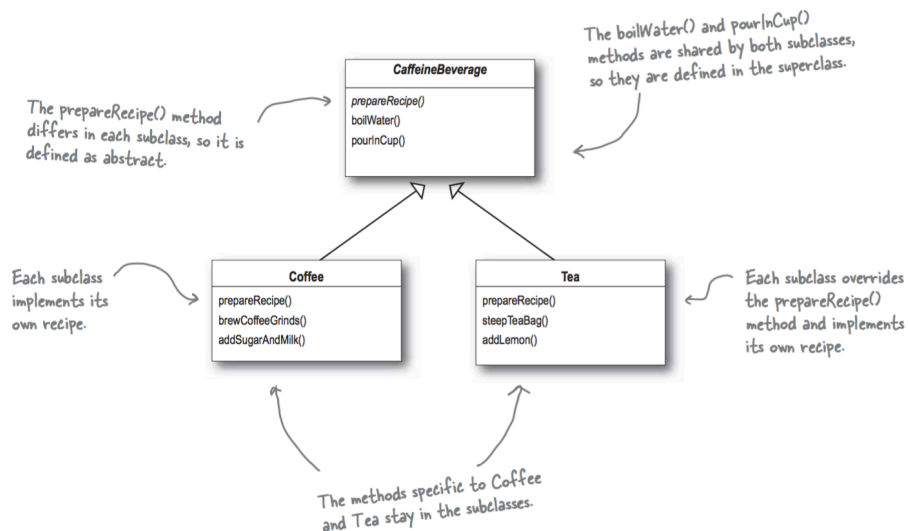 The boilWater() and pourInCup()
methods are shared by both subclasses,
so they are defined in the superclass.
CaffeineBeverage
prepareRecipe()
boilWater()
pourInCup()
The prepareRecipe() method
differs in each subclass, so it is
defined as abstract.
Each subclass
implements its
own recipe.
Coffee
prepareRecipe()
brewCoffeeGrinds()
addSugarAndMilk()
Tea
prepareRecipe()
steepTeaBag()
addLemon()
Each subclass overrides
the prepareRecipe()
method and implements
its own recipe.
The methods specific to Coffee
and Tea stay in the subclasses.